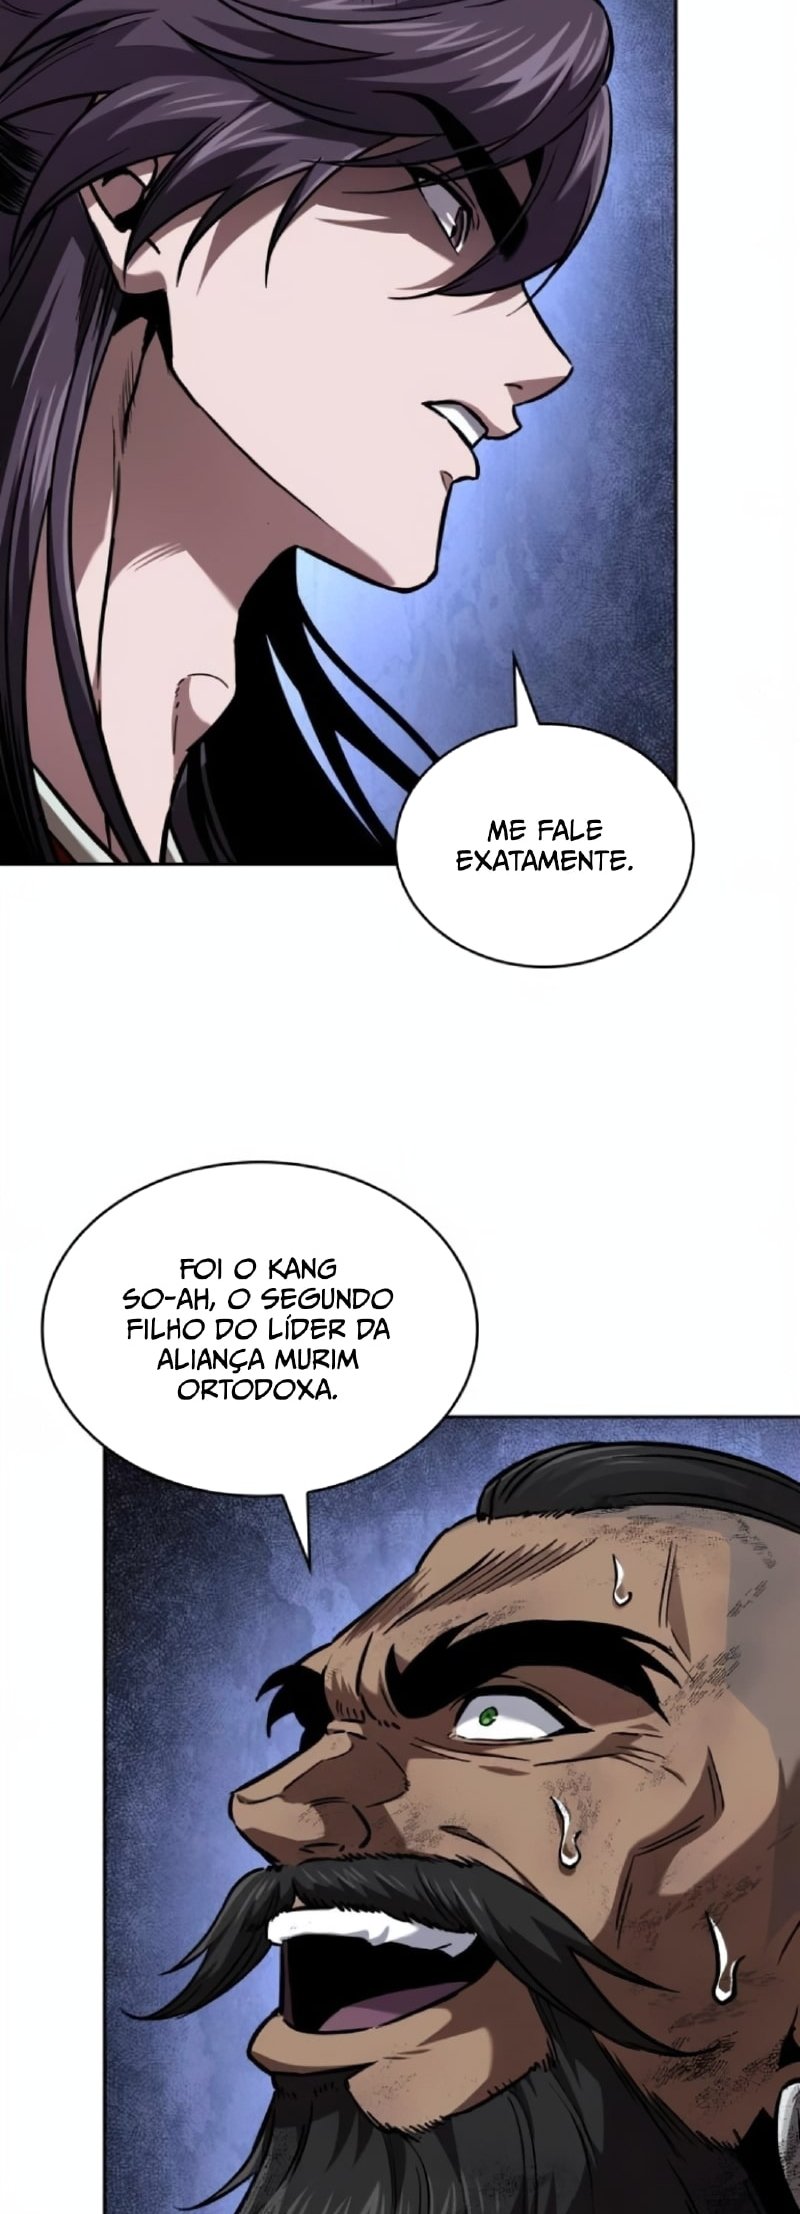 ME FALE
EXATAMENTE.
FOI O KANG
SO-AH, O SEGUNDO
FILHO DO LÍDER DA
ALIANÇA MURIM
ORTODOXA.